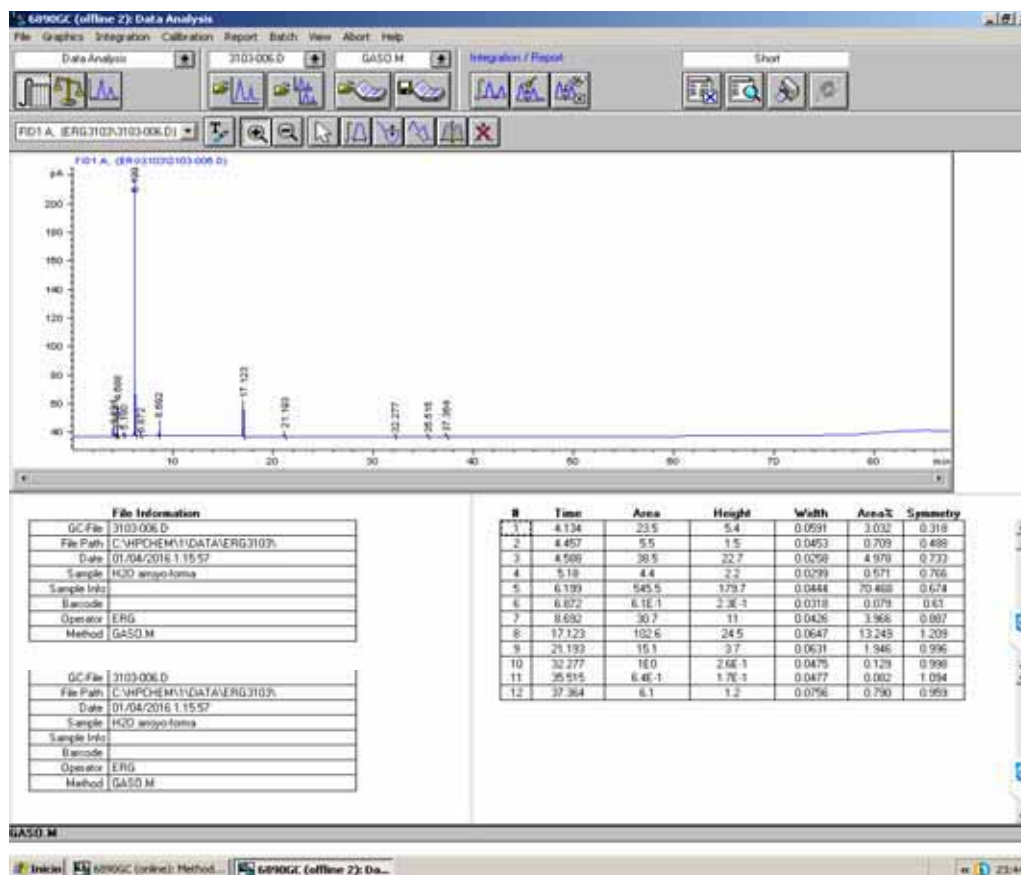 6890GC (offline 2): Data Analysis
File Graphics Integration Calibration Report Batch View Abort Help
Data Analysis 3103-006.D GASO.M Integration / Report Short
FID1 A, (ERG3103\3103-006.D)
FID1 A, (ERG3103\3103-006.D)
pA
200
180
160
140
120
100
80
60
40
6.199
4.588
5.180
6.872
8.692
17.123
21.193
32.277
35.515
37.364
10 20 30 40 50 60 70 80 min
File Information
GC-File 3103-006.D
File Path C:\HPCHEM\1\DATA\ERG3103\
Date 01/04/2016 1:15:57
Sample H2O arroyo-toma
Sample Info
Barcode
Operator ERG
Method GASO.M
GC-File 3103-006.D
File Path C:\HPCHEM\1\DATA\ERG3103\
Date 01/04/2016 1:15:57
Sample H2O arroyo-toma
Sample Info
Barcode
Operator ERG
Method GASO.M
# Time Area Height Width Area% Symmetry
1 4.134 23.5 5.4 0.0591 3.032 0.318
2 4.457 5.5 1.5 0.0453 0.709 0.488
3 4.588 38.5 22.7 0.0258 4.978 0.733
4 5.18 4.4 2.2 0.0299 0.571 0.766
5 6.199 545.5 179.7 0.0444 70.468 0.674
6 6.872 6.1E-1 2.3E-1 0.0318 0.079 0.61
7 8.692 30.7 11 0.0426 3.966 0.887
8 17.123 102.6 24.5 0.0647 13.249 1.209
9 21.193 15.1 3.7 0.0631 1.946 0.996
10 32.277 1E0 2.6E-1 0.0475 0.129 0.998
11 35.515 6.4E-1 1.7E-1 0.0477 0.082 1.094
12 37.364 6.1 1.2 0.0756 0.790 0.959
GASO.M
Inicio 6890GC (online): Method... 6890GC (offline 2): Da...